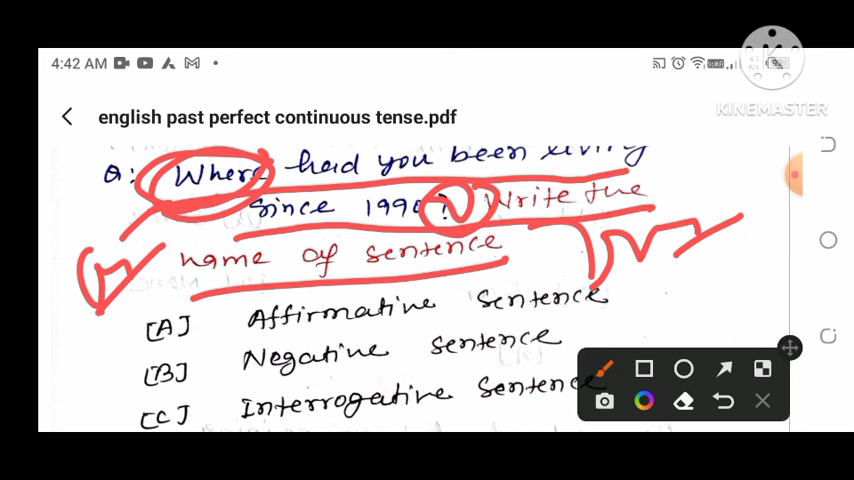 4:42 AM
KINEMASTER
english past perfect continuous tense.pdf
Q: Where had you been living
since 1990? Write the
name of sentence
[A] Affirmative sentence
[B] Negative sentence
[C] Interrogative sentence